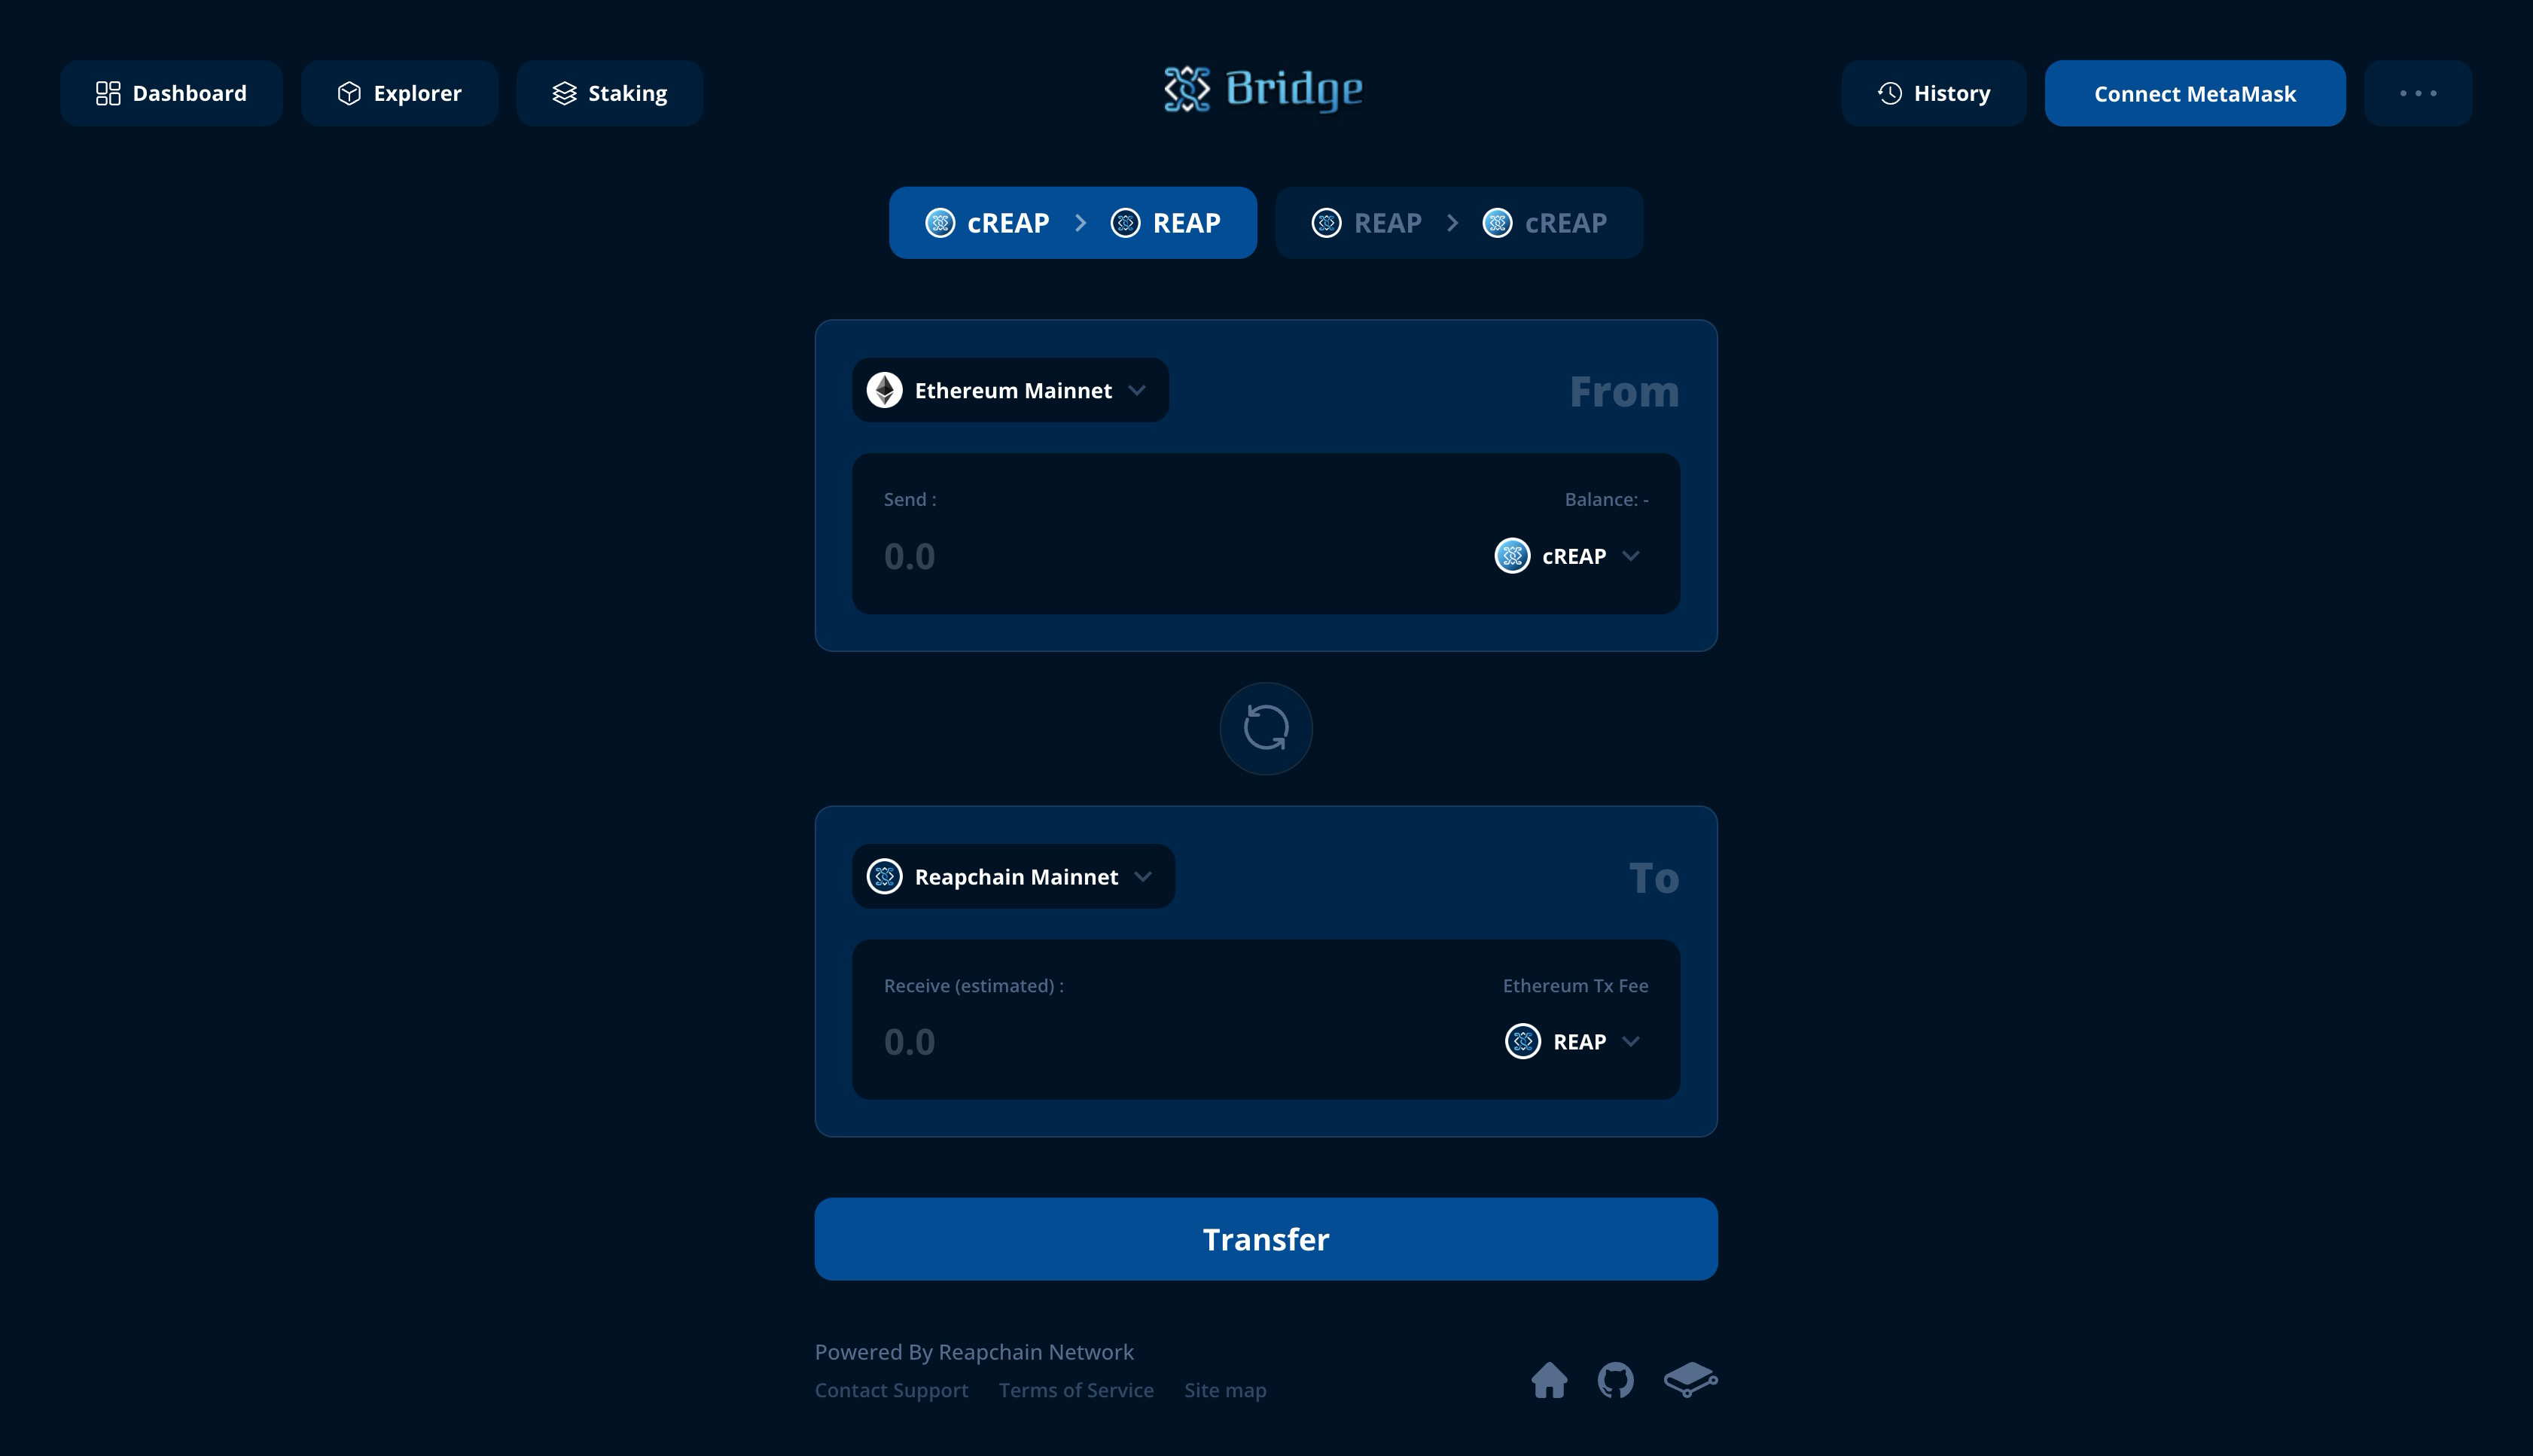 Dashboard
Explorer
Staking
Bridge
History
Connect MetaMask
cREAP > REAP
REAP > cREAP
Ethereum Mainnet
From
Send :
Balance: -
0.0
cREAP
Reapchain Mainnet
To
Receive (estimated) :
Ethereum Tx Fee
0.0
REAP
Transfer
Powered By Reapchain Network
Contact Support
Terms of Service
Site map